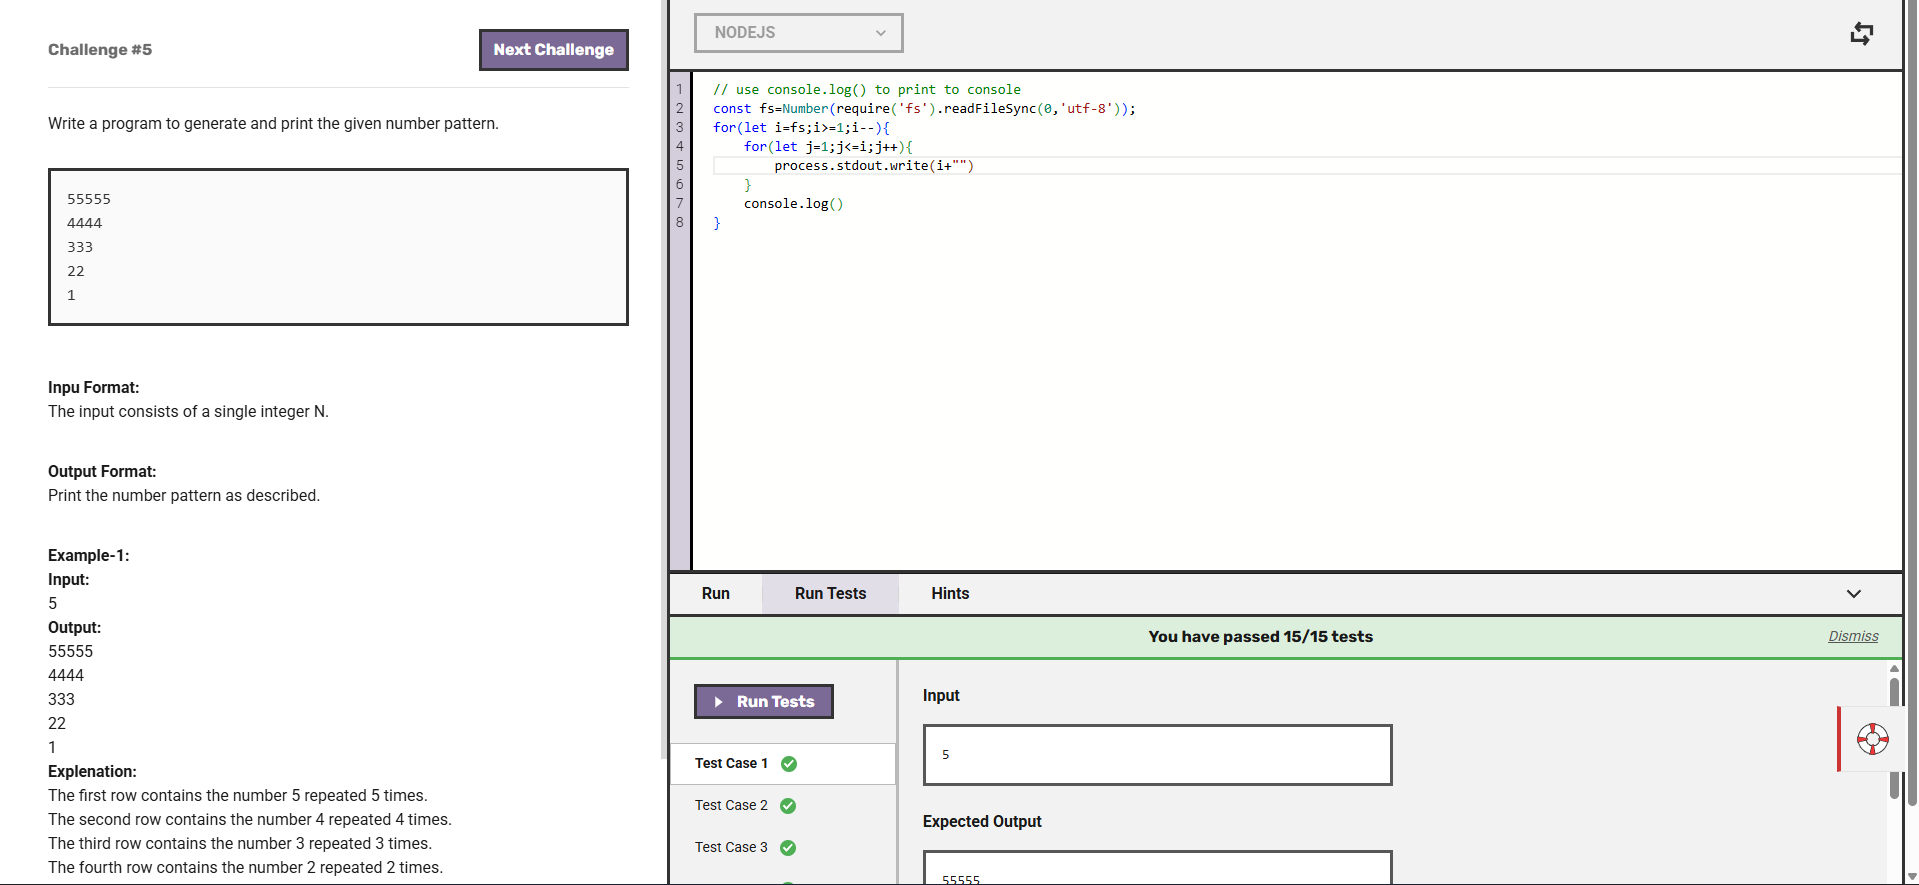 Challenge #5
Next Challenge
Write a program to generate and print the given number pattern.
55555
4444
333
22
1
Inpu Format:
The input consists of a single integer N.
Output Format:
Print the number pattern as described.
Example-1:
Input:
5
Output:
55555
4444
333
22
1
Explenation:
The first row contains the number 5 repeated 5 times.
The second row contains the number 4 repeated 4 times.
The third row contains the number 3 repeated 3 times.
The fourth row contains the number 2 repeated 2 times.
NODEJS
1 // use console.log() to print to console
2 const fs=Number(require('fs').readFileSync(0,'utf-8'));
3 for(let i=fs;i>=1;i--){
4     for(let j=1;j<=i;j++){
5         process.stdout.write(i+"")
6     }
7     console.log()
8 }
Run
Run Tests
Hints
You have passed 15/15 tests
Dismiss
Run Tests
Test Case 1
Test Case 2
Test Case 3
Input
5
Expected Output
55555